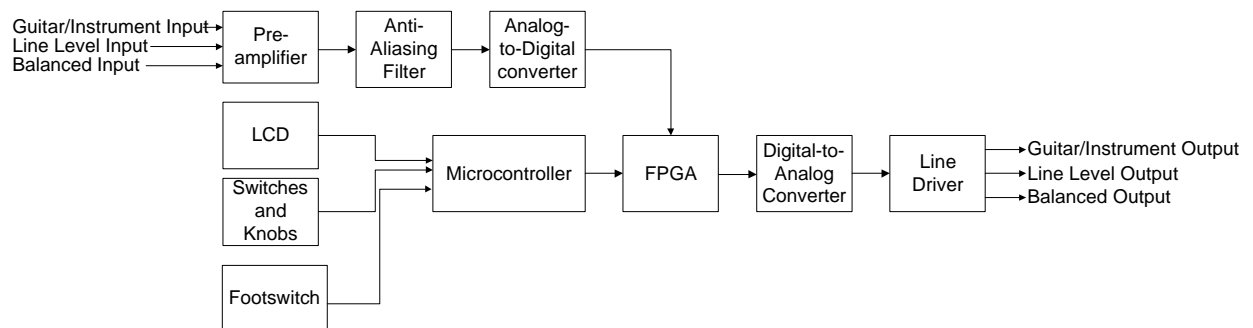 Guitar/Instrument Input
Line Level Input
Balanced Input
Pre-
amplifier
Anti-
Aliasing
Filter
Analog-
to-Digital
converter
LCD
Switches
and
Knobs
Footswitch
Microcontroller
FPGA
Digital-to-
Analog
Converter
Line
Driver
Guitar/Instrument Output
Line Level Output
Balanced Output